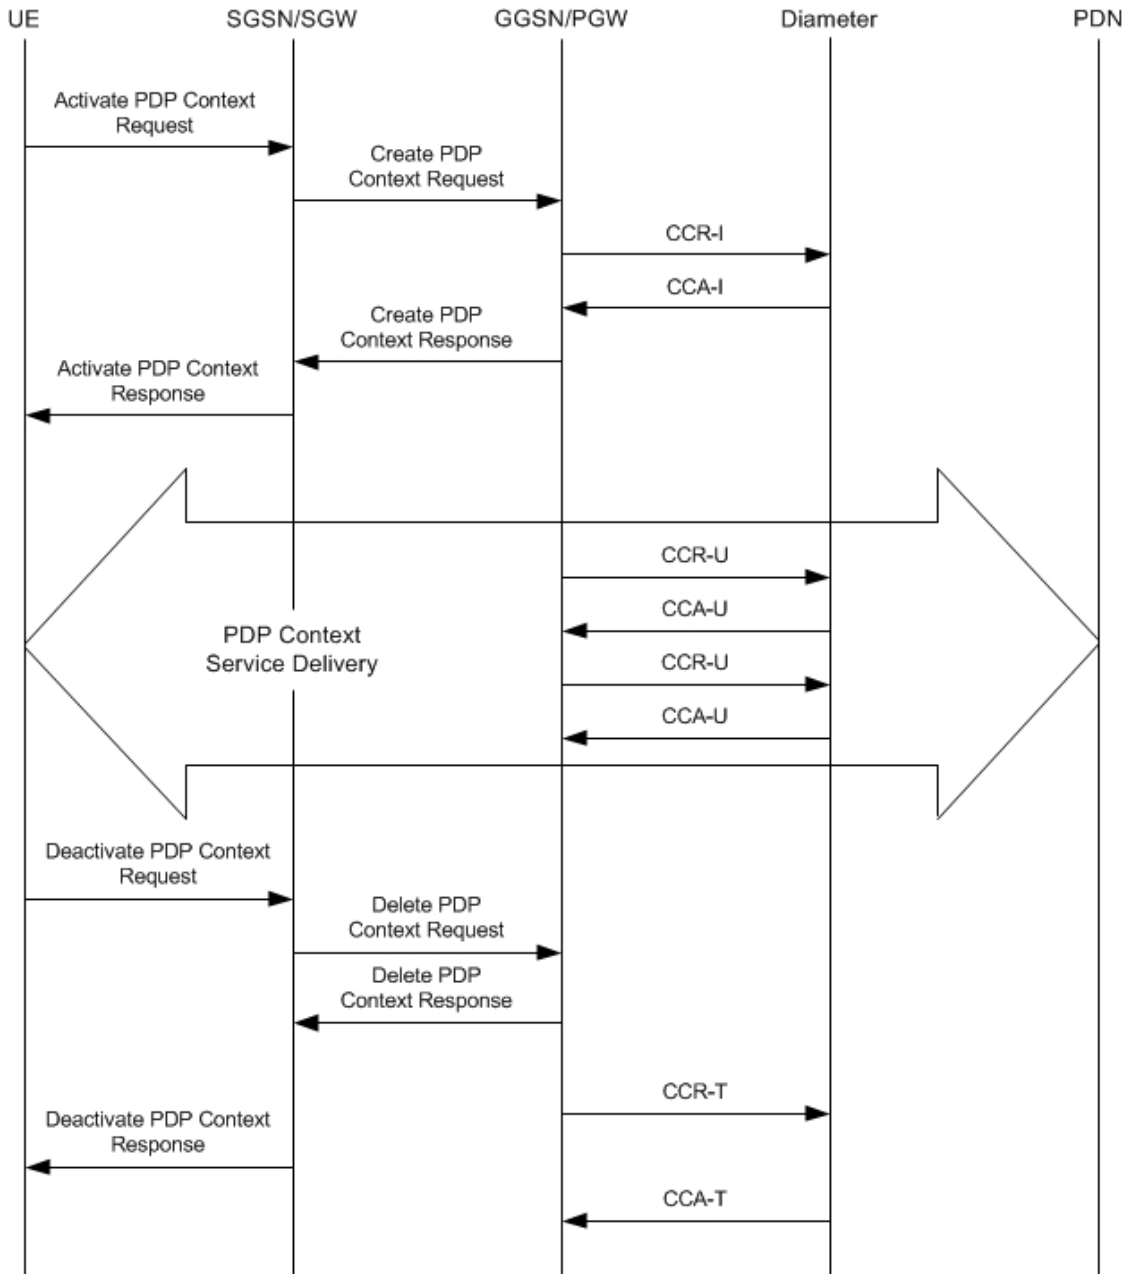 UE
SGSN/SGW
GGSN/PGW
Diameter
PDN
Activate PDP Context
Request
Create PDP
Context Request
CCR-I
CCA-I
Create PDP
Context Response
Activate PDP Context
Response
CCR-U
CCA-U
PDP Context
Service Delivery
CCR-U
CCA-U
Deactivate PDP Context
Request
Delete PDP
Context Request
Delete PDP
Context Response
CCR-T
Deactivate PDP Context
Response
CCA-T